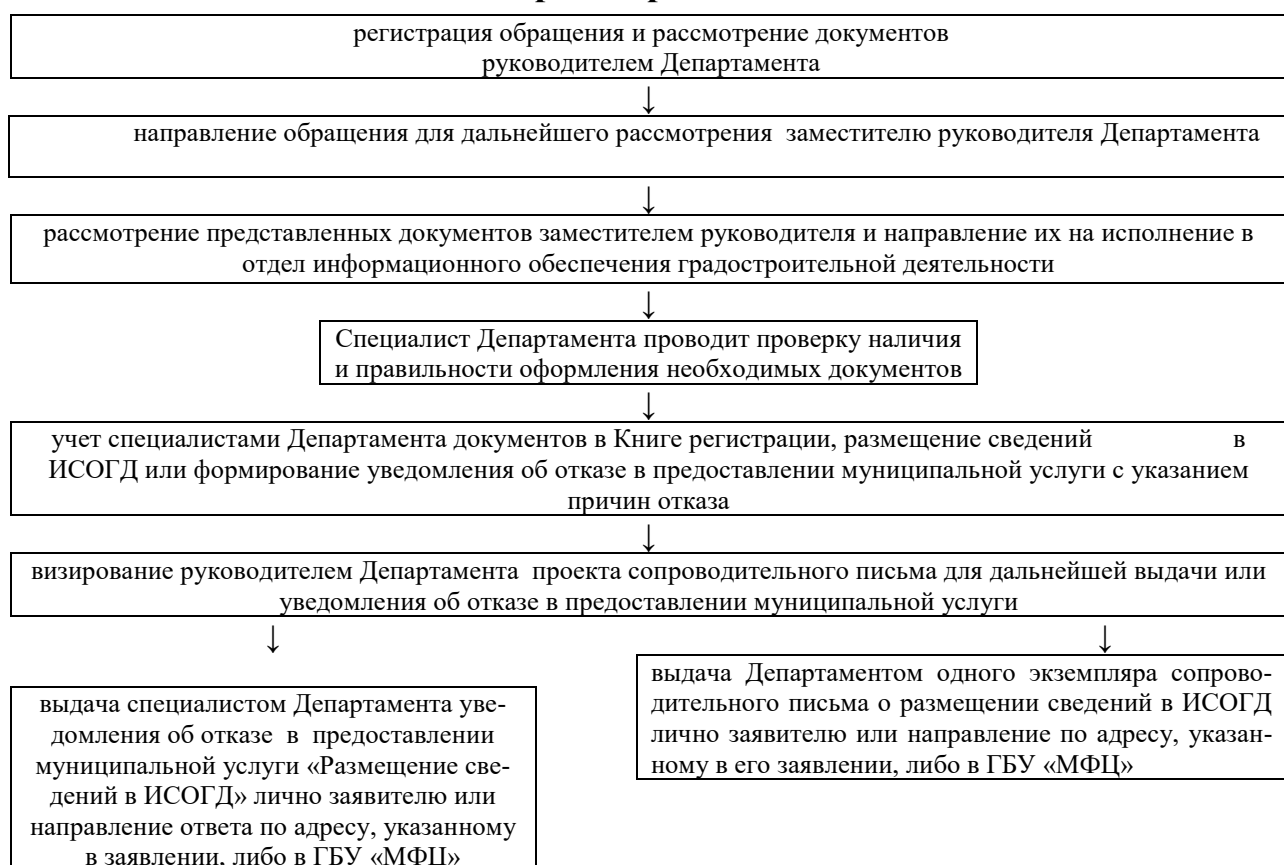 регистрация обращения и рассмотрение документов
руководителем Департамента
↓
направление обращения для дальнейшего рассмотрения заместителю руководителя Департамента
↓
рассмотрение представленных документов заместителем руководителя и направление их на исполнение в
отдел информационного обеспечения градостроительной деятельности
↓
Специалист Департамента проводит проверку наличия
и правильности оформления необходимых документов
↓
учет специалистами Департамента документов в Книге регистрации, размещение сведений в
ИСОГД или формирование уведомления об отказе в предоставлении муниципальной услуги с указанием
причин отказа
↓
визирование руководителем Департамента проекта сопроводительного письма для дальнейшей выдачи или
уведомления об отказе в предоставлении муниципальной услуги
↓ ↓
выдача специалистом Департамента уве-
домления об отказе в предоставлении
муниципальной услуги «Размещение све-
дений в ИСОГД» лично заявителю или
направление ответа по адресу, указанному
в заявлении, либо в ГБУ «МФЦ»
выдача Департаментом одного экземпляра сопрово-
дительного письма о размещении сведений в ИСОГД
лично заявителю или направление по адресу, указан-
ному в его заявлении, либо в ГБУ «МФЦ»